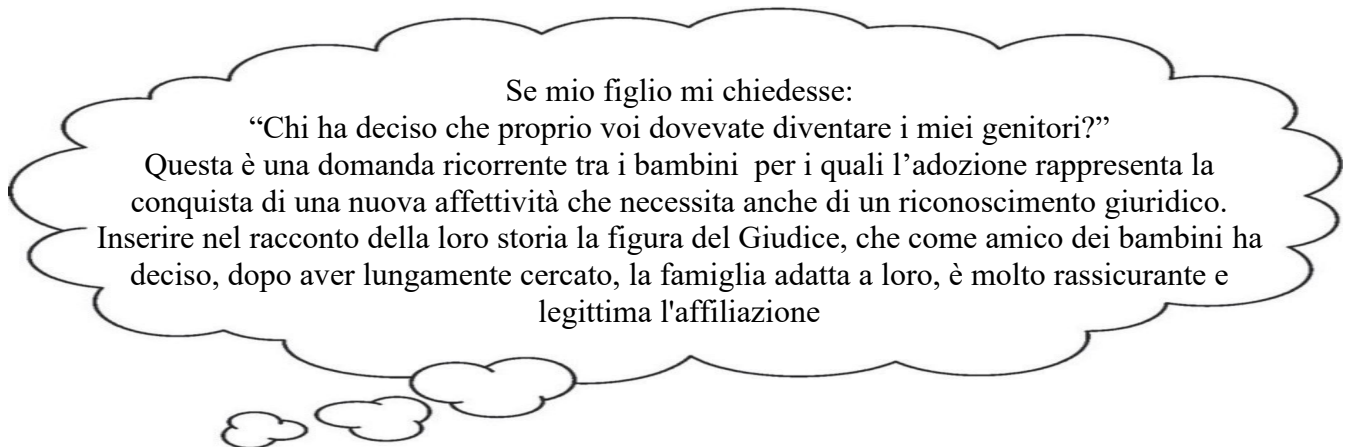 Se mio figlio mi chiedesse:
“Chi ha deciso che proprio voi dovevate diventare i miei genitori?”
Questa è una domanda ricorrente tra i bambini  per i quali l’adozione rappresenta la
conquista di una nuova affettività che necessita anche di un riconoscimento giuridico.
Inserire nel racconto della loro storia la figura del Giudice, che come amico dei bambini ha
deciso, dopo aver lungamente cercato, la famiglia adatta a loro, è molto rassicurante e
legittima l'affiliazione